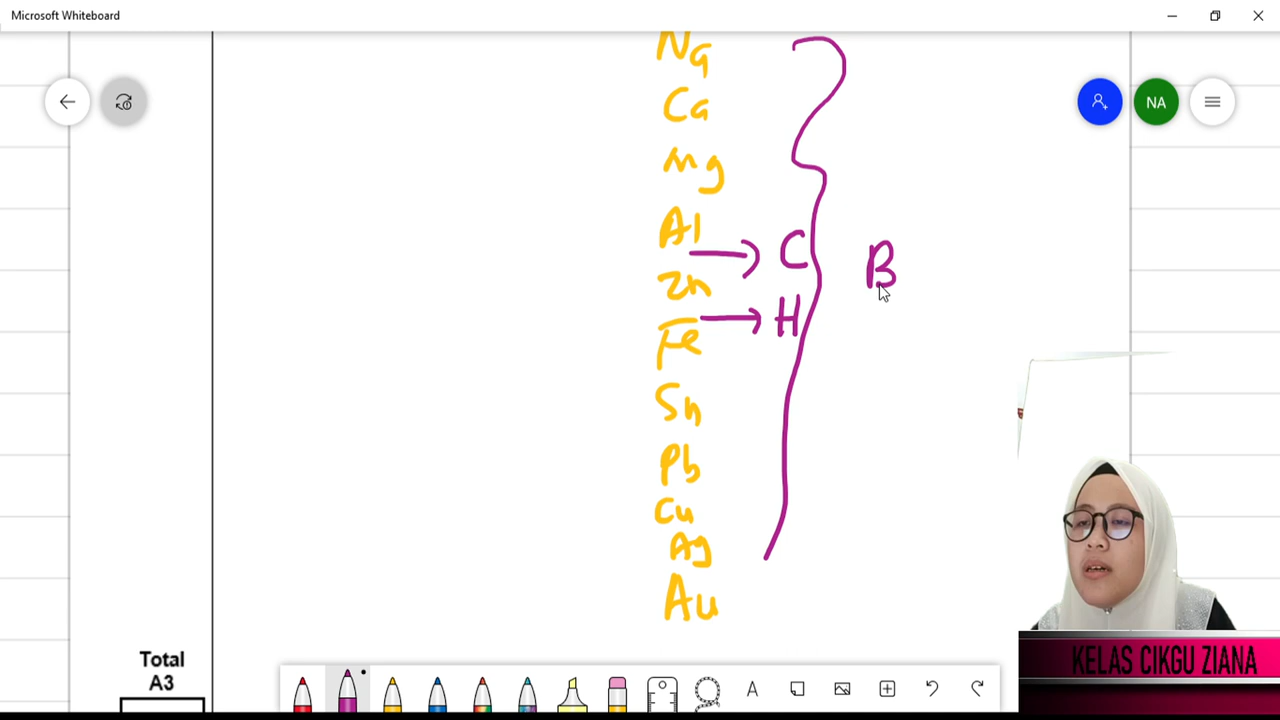 Microsoft Whiteboard
Na
Ca
Mg
Al → C
Zn
Fe → H
Sn
Pb
Cu
Ag
Au
B
NA
Total
A3
KELAS CIKGU ZIANA
A